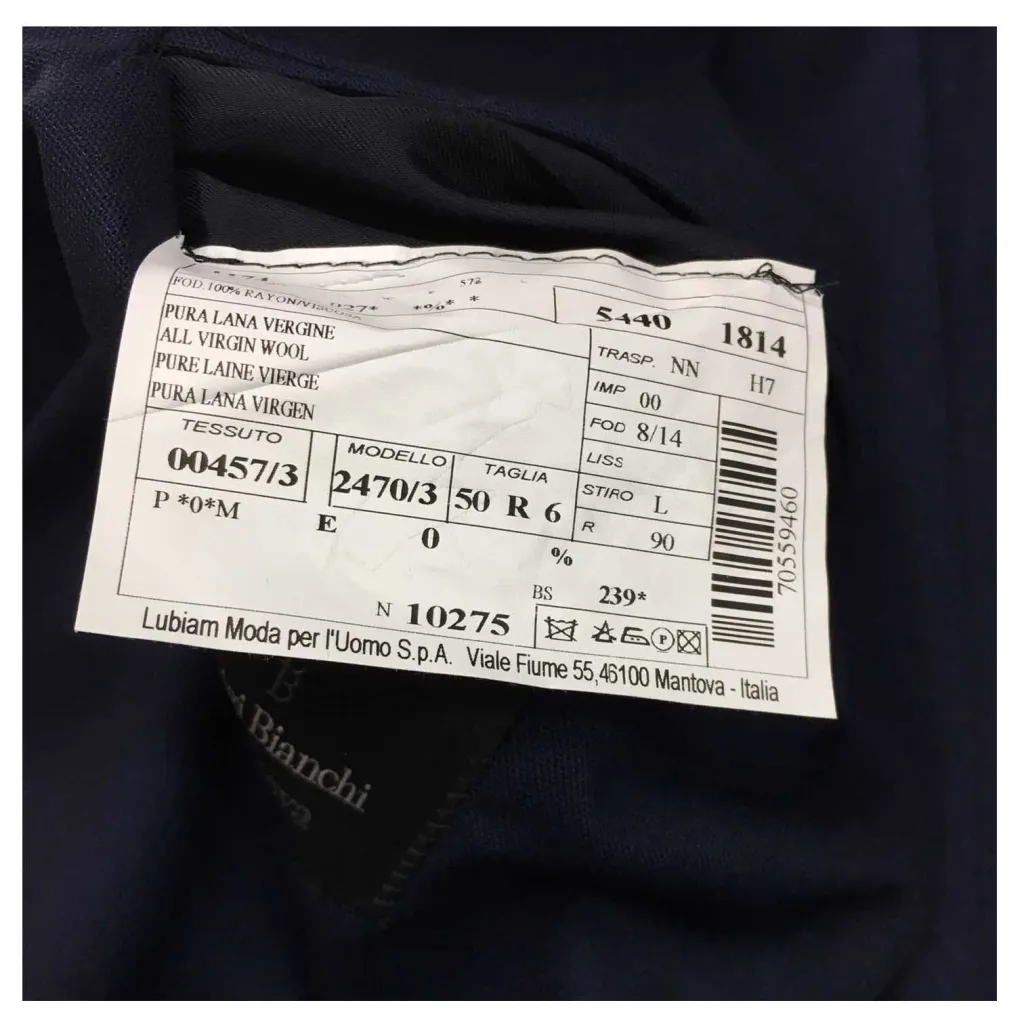 572
FOD.100% RAYON/VISCOSA 227* *%* *
5440 1814
PURA LANA VERGINE
ALL VIRGIN WOOL
PURE LAINE VIERGE
PURA LANA VIRGEN
TRASP. NN H7
IMP 00
FOD 8/14
LISS
STIRO L
R 90
TESSUTO MODELLO TAGLIA
00457/3 2470/3 50 R 6
P *0*M E 0 %
BS 239*
N 10275
P
70559460
Lubiam Moda per l'Uomo S.p.A. Viale Fiume 55,46100 Mantova - Italia
B
Bianchi